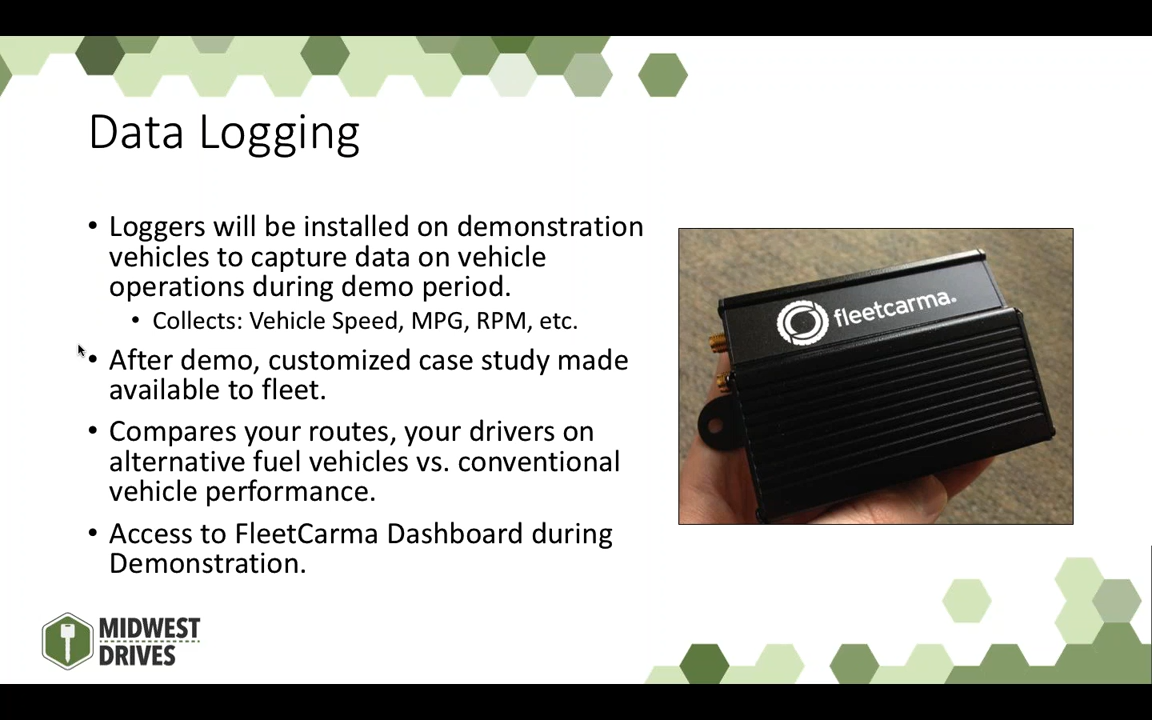 Data Logging
• Loggers will be installed on demonstration
vehicles to capture data on vehicle
operations during demo period.
• Collects: Vehicle Speed, MPG, RPM, etc.
• After demo, customized case study made
available to fleet.
• Compares your routes, your drivers on
alternative fuel vehicles vs. conventional
vehicle performance.
• Access to FleetCarma Dashboard during
Demonstration.
fleetcarma.
MIDWEST
DRIVES